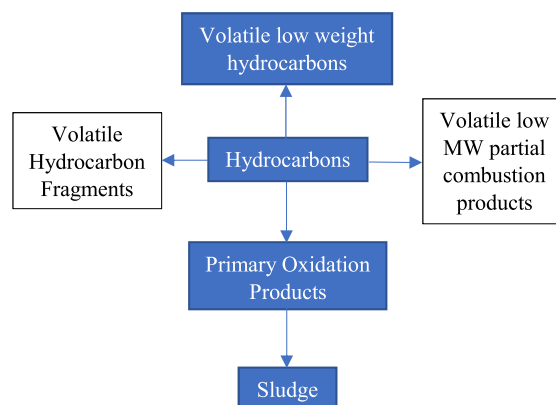 Volatile low weight
hydrocarbons
Volatile
Hydrocarbon
Fragments
Hydrocarbons
Volatile low
MW partial
combustion
products
Primary Oxidation
Products
Sludge